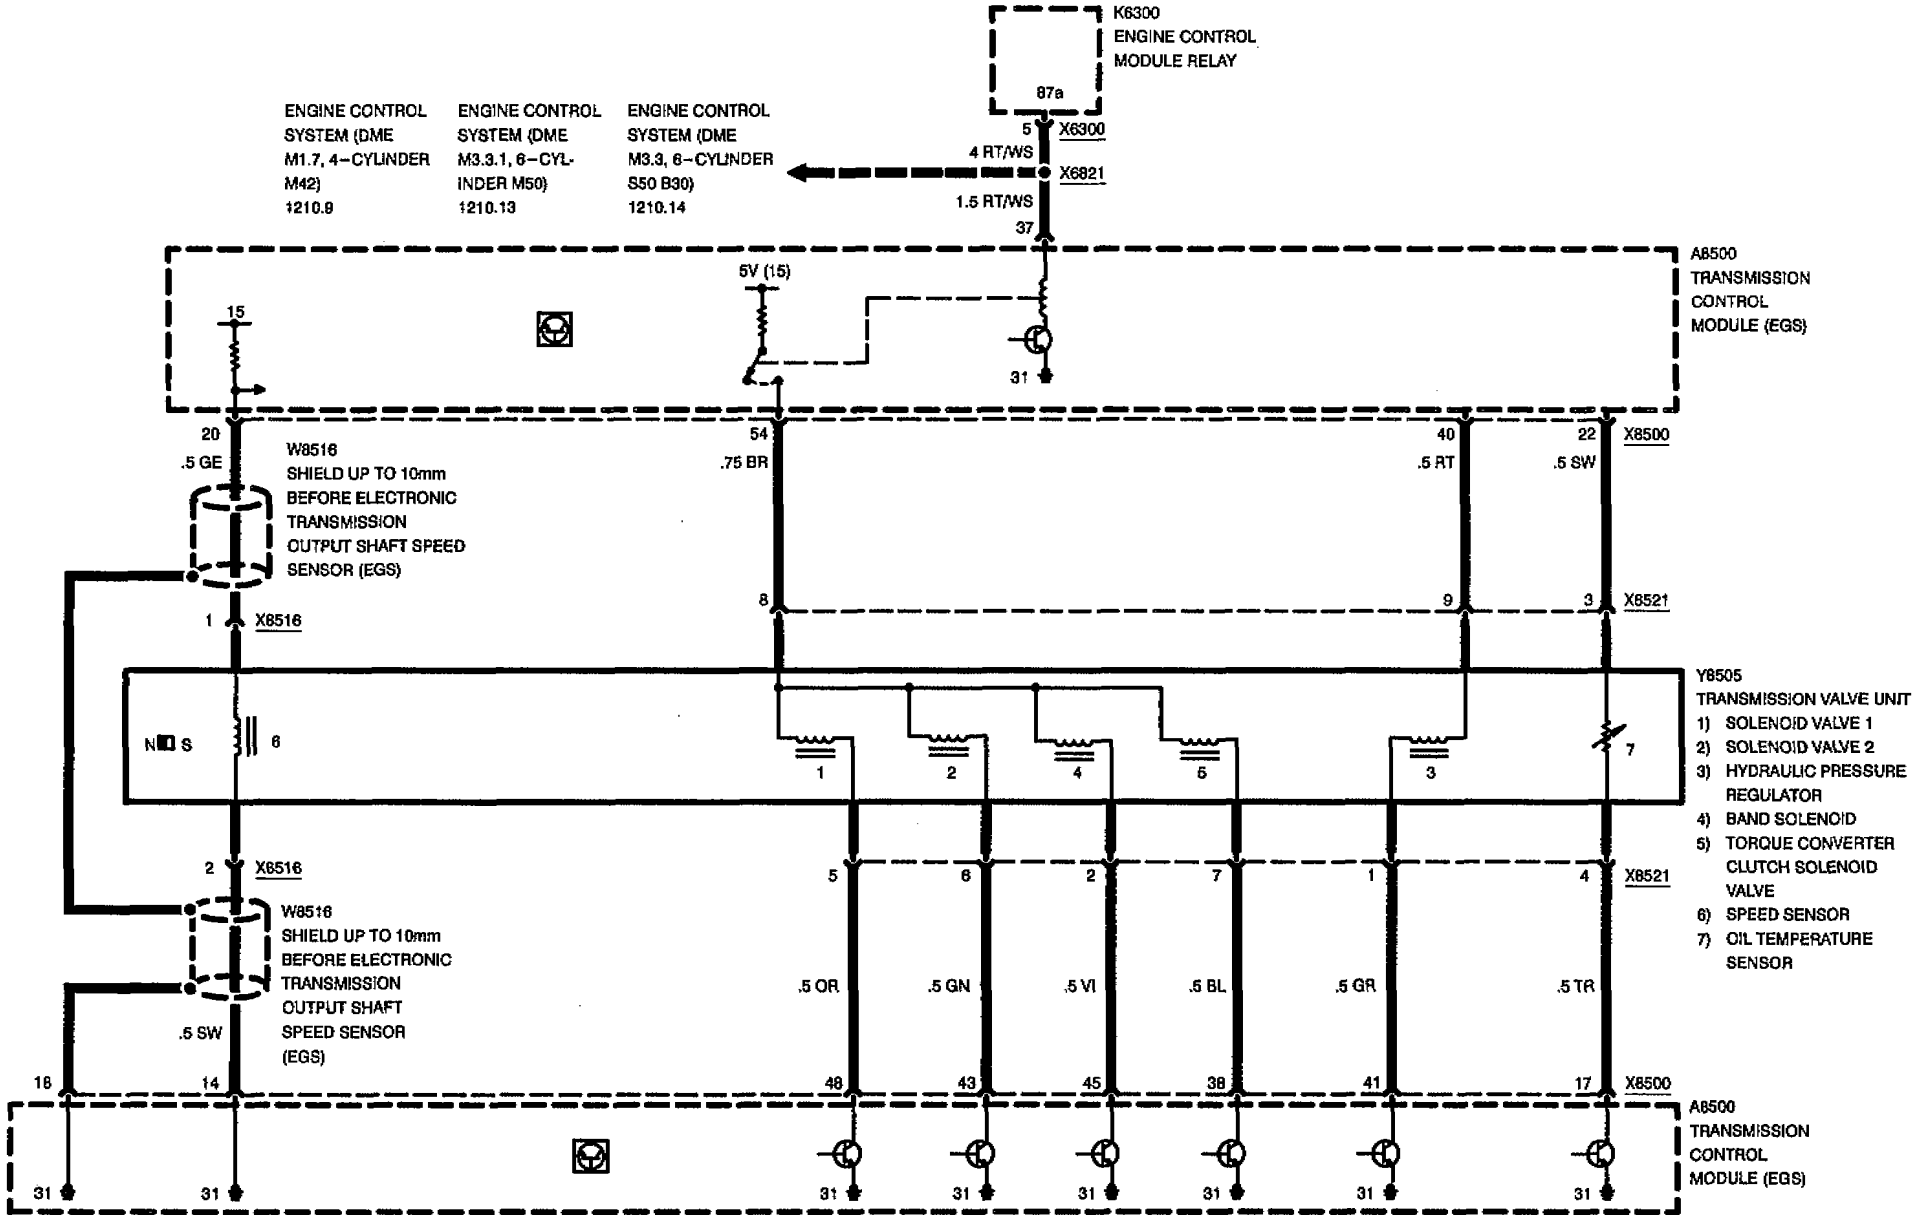 K6300
ENGINE CONTROL
MODULE RELAY
87a
5 X6300
4 RT/WS
X6821
1.5 RT/WS
37
ENGINE CONTROL
SYSTEM (DME
M1.7, 4-CYLINDER
M42)
1210.9
ENGINE CONTROL
SYSTEM (DME
M3.3.1, 6-CYL-
INDER M50)
1210.13
ENGINE CONTROL
SYSTEM (DME
M3.3, 6-CYLINDER
S50 B30)
1210.14
A8500
TRANSMISSION
CONTROL
MODULE (EGS)
15
5V (15)
31
20
54
40
22
X8500
.5 GE
.75 BR
.5 RT
.5 SW
W8516
SHIELD UP TO 10mm
BEFORE ELECTRONIC
TRANSMISSION
OUTPUT SHAFT SPEED
SENSOR (EGS)
1 X8516
8
9
3
X8521
N S
6
1
2
4
5
3
7
Y8505
TRANSMISSION VALVE UNIT
1) SOLENOID VALVE 1
2) SOLENOID VALVE 2
3) HYDRAULIC PRESSURE
REGULATOR
4) BAND SOLENOID
5) TORQUE CONVERTER
CLUTCH SOLENOID
VALVE
6) SPEED SENSOR
7) OIL TEMPERATURE
SENSOR
2 X8516
5
6
2
7
1
4
X8521
W8516
SHIELD UP TO 10mm
BEFORE ELECTRONIC
TRANSMISSION
OUTPUT SHAFT
SPEED SENSOR
(EGS)
.5 SW
.5 OR
.5 GN
.5 VI
.5 BL
.5 GR
.5 TR
18
14
48
43
45
38
41
17
X8500
A8500
TRANSMISSION
CONTROL
MODULE (EGS)
31
31
31
31
31
31
31
31